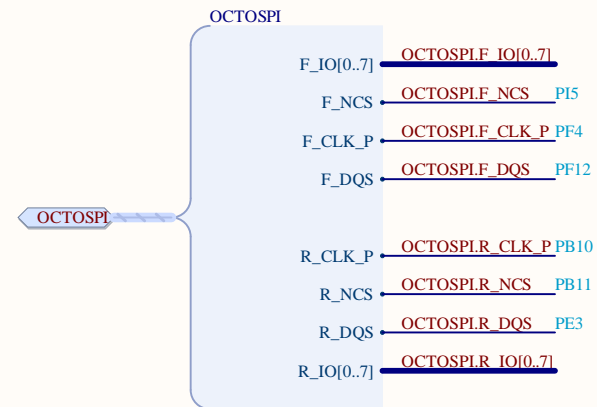 OCTOSPI
F_IO[0..7] OCTOSPI.F_IO[0..7]
F_NCS OCTOSPI.F_NCS PI5
F_CLK_P OCTOSPI.F_CLK_P PF4
F_DQS OCTOSPI.F_DQS PF12
OCTOSPI
R_CLK_P OCTOSPI.R_CLK_P PB10
R_NCS OCTOSPI.R_NCS PB11
R_DQS OCTOSPI.R_DQS PE3
R_IO[0..7] OCTOSPI.R_IO[0..7]